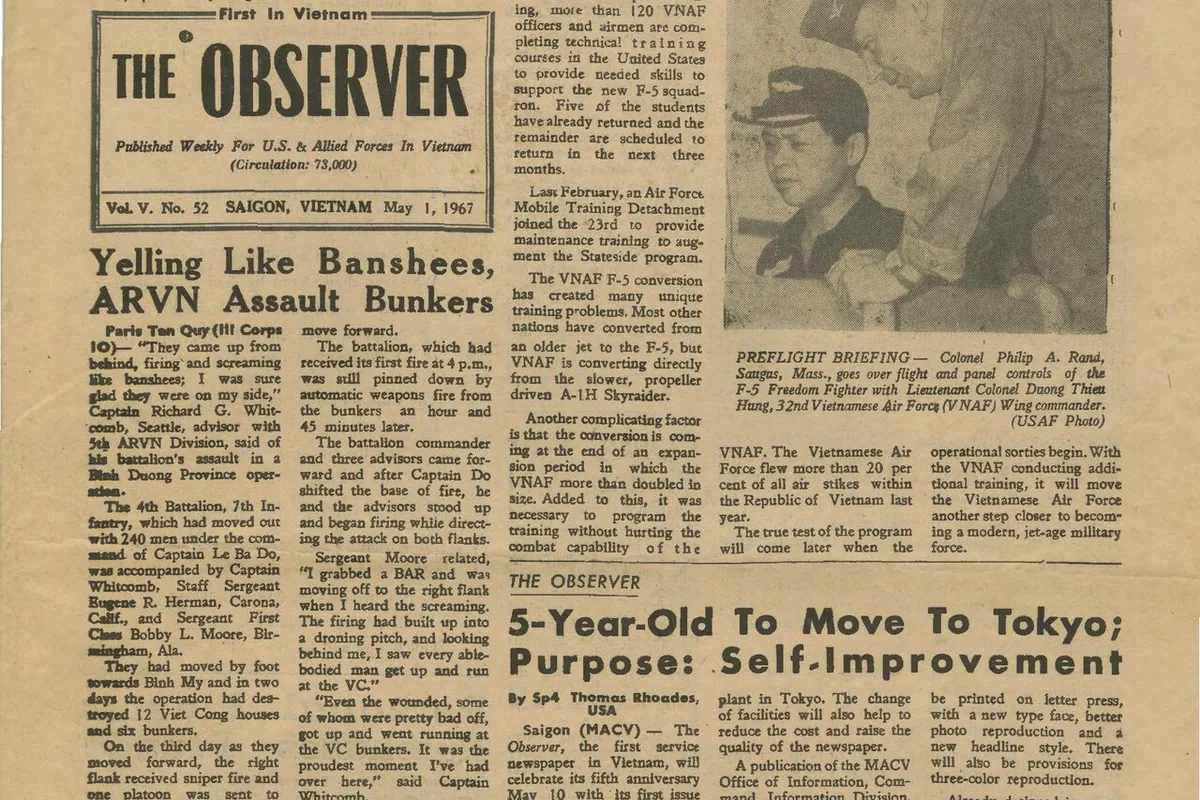 First In Vietnam
THE OBSERVER
Published Weekly For U.S. & Allied Forces In Vietnam
(Circulation: 73,000)
Vol. V. No. 52 SAIGON, VIETNAM May 1, 1967
Yelling Like Banshees,
ARVN Assault Bunkers
Paris Tan Quy (III Corps
IO)— "They came up from
behind, firing and screaming
like banshees; I was sure
glad they were on my side,"
Captain Richard G. Whit-
comb, Seattle, advisor with
5th ARVN Division, said of
his battalion's assault in a
Binh Duong Province oper-
ation.
The 4th Battalion, 7th In-
fantry, which had moved out
with 240 men under the com-
mand of Captain Le Ba Do,
was accompanied by Captain
Whitcomb, Staff Sergeant
Eugene R. Herman, Carona,
Calif., and Sergeant First
Class Bobby L. Moore, Bir-
mingham, Ala.
They had moved by foot
towards Binh My and in two
days the operation had des-
troyed 12 Viet Cong houses
and six bunkers.
On the third day as they
moved forward, the right
flank received sniper fire and
one platoon was sent to
move forward.
The battalion, which had
received its first fire at 4 p.m.,
was still pinned down by
automatic weapons fire from
the bunkers an hour and
45 minutes later.
The battalion commander
and three advisors came for-
ward and after Captain Do
shifted the base of fire, he
and the advisors stood up
and began firing while direct-
ing the attack on both flanks.
Sergeant Moore related,
"I grabbed a BAR and was
moving off to the right flank
when I heard the screaming.
The firing had built up into
a droning pitch, and looking
behind me, I saw every able-
bodied man get up and run
at the VC."
"Even the wounded, some
of whom were pretty bad off,
got up and went running at
the VC bunkers. It was the
proudest moment I've had
over here," said Captain
Whitcomb.
ing, more than 120 VNAF
officers and airmen are com-
pleting technical training
courses in the United States
to provide needed skills to
support the new F-5 squad-
ron. Five of the students
have already returned and the
remainder are scheduled to
return in the next three
months.
Last February, an Air Force
Mobile Training Detachment
joined the 23rd to provide
maintenance training to aug-
ment the Stateside program.
The VNAF F-5 conversion
has created many unique
training problems. Most other
nations have converted from
an older jet to the F-5, but
VNAF is converting directly
from the slower, propeller
driven A-1H Skyraider.
Another complicating factor
is that the conversion is com-
ing at the end of an expan-
sion period in which the
VNAF more than doubled in
size. Added to this, it was
necessary to program the
training without hurting the
combat capability of the
PREFLIGHT BRIEFING — Colonel Philip A. Rand,
Saugus, Mass., goes over flight and panel controls of the
F-5 Freedom Fighter with Lieutenant Colonel Duong Thieu
Hung, 32nd Vietnamese Air Force (VNAF) Wing commander.
(USAF Photo)
VNAF. The Vietnamese Air
Force flew more than 20 per
cent of all air stikes within
the Republic of Vietnam last
year.
The true test of the program
will come later when the
operational sorties begin. With
the VNAF conducting addi-
tional training, it will move
the Vietnamese Air Force
another step closer to becom-
ing a modern, jet-age military
force.
THE OBSERVER
5-Year-Old To Move To Tokyo;
Purpose: Self-Improvement
By Sp4 Thomas Rhoades,
USA
Saigon (MACV) — The
Observer, the first service
newspaper in Vietnam, will
celebrate its fifth anniversary
May 10 with its first issue
plant in Tokyo. The change
of facilities will also help to
reduce the cost and raise the
quality of the newspaper.
A publication of the MACV
Office of Information, Com-
mand Information Division,
be printed on letter press,
with a new type face, better
photo reproduction and a
new headline style. There
will also be provisions for
three-color reproduction.